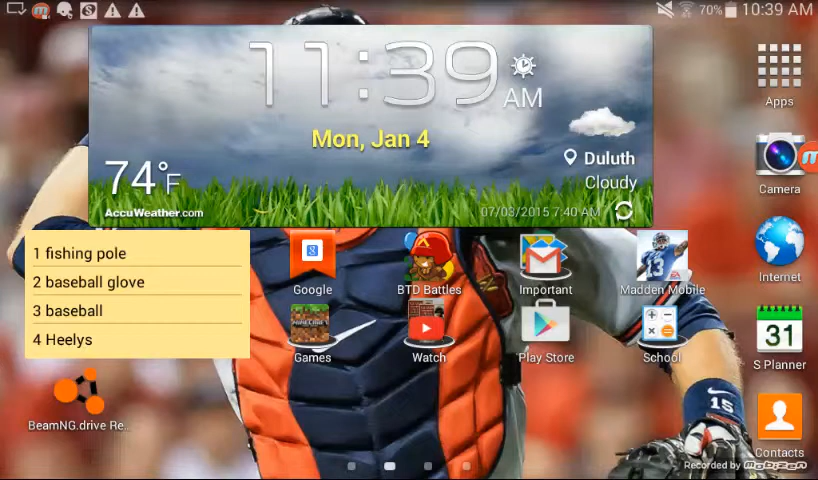 70% 10:39 AM
11:39 AM
Mon, Jan 4
74°F
Duluth
Cloudy
AccuWeather.com
07/03/2015 7:40 AM
Apps
Camera
Internet
31
S Planner
Contacts
1 fishing pole
2 baseball glove
3 baseball
4 Heelys
Google
BTD Battles
Important
Madden Mobile
Games
Watch
Play Store
School
BeamNG.drive Re..
15
Recorded by Mobizen